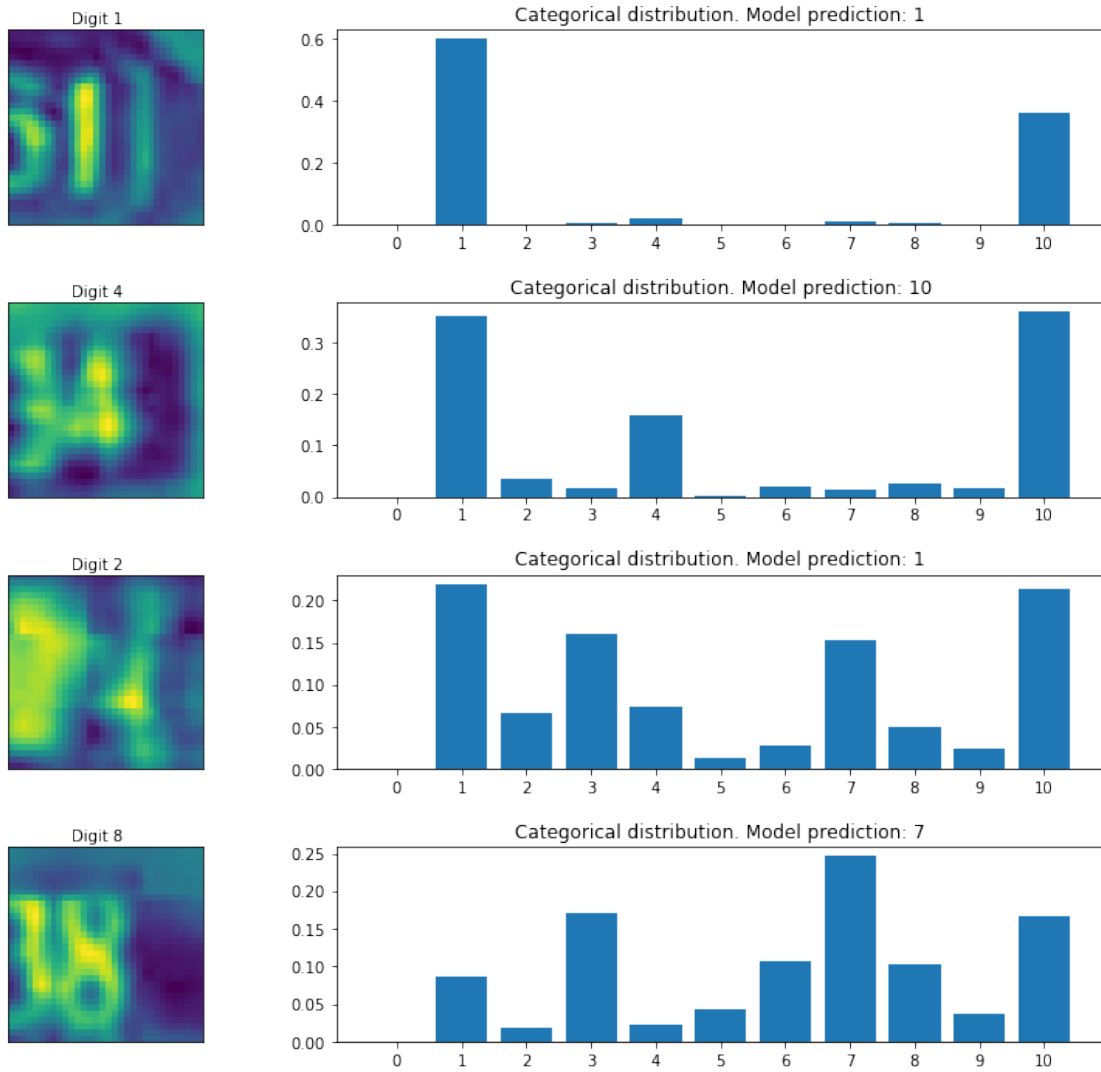 Digit 1
Categorical distribution. Model prediction: 1
0.6
0.4
0.2
0.0
0 1 2 3 4 5 6 7 8 9 10
Digit 4
Categorical distribution. Model prediction: 10
0.3
0.2
0.1
0.0
0 1 2 3 4 5 6 7 8 9 10
Digit 2
Categorical distribution. Model prediction: 1
0.20
0.15
0.10
0.05
0.00
0 1 2 3 4 5 6 7 8 9 10
Digit 8
Categorical distribution. Model prediction: 7
0.25
0.20
0.15
0.10
0.05
0.00
0 1 2 3 4 5 6 7 8 9 10